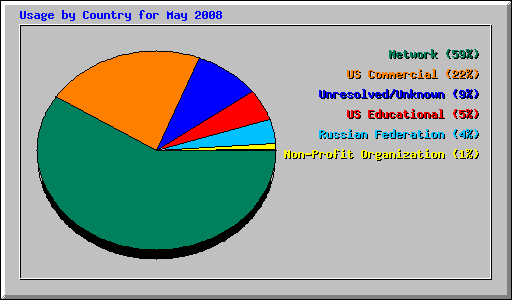 Usage by Country for May 2008
Network (59%)
US Commercial (22%)
Unresolved/Unknown (9%)
US Educational (5%)
Russian Federation (4%)
Non-Profit Organization (1%)